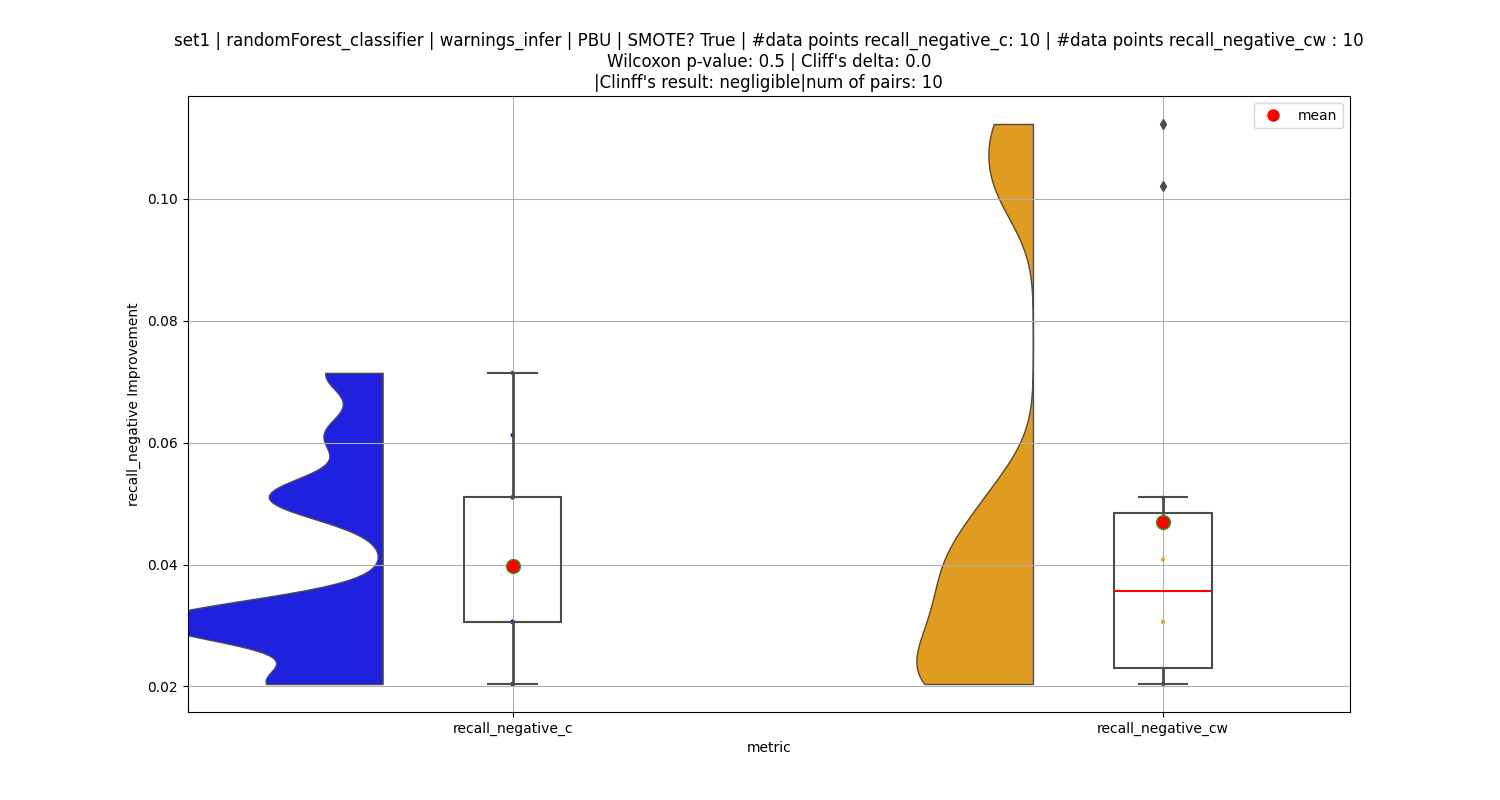 set1 | randomForest_classifier | warnings_infer | PBU | SMOTE? True | #data points recall_negative_c: 10 | #data points recall_negative_cw : 10
Wilcoxon p-value: 0.5 | Cliff's delta: 0.0
|Clinff's result: negligible|num of pairs: 10
mean
0.10
0.08
0.06
0.04
0.02
recall_negative Improvement
recall_negative_c
recall_negative_cw
metric